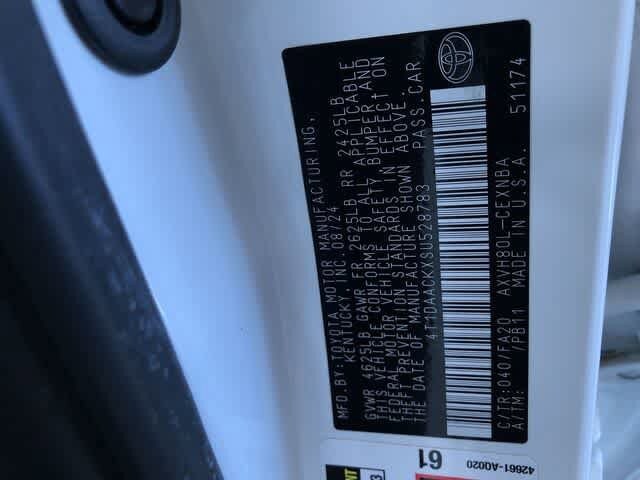 MFD. BY: TOYOTA MOTOR MANUFACTURING,
KENTUCKY, INC. 08/24
GVWR 4625LB GAWR FR 2625LB RR 2425LB
THIS VEHICLE CONFORMS TO ALL APPLICABLE
FEDERAL MOTOR VEHICLE SAFETY, BUMPER AND
THEFT PREVENTION STANDARDS IN EFFECT ON
THE DATE OF MANUFACTURE SHOWN ABOVE.
4T1DAACKXSU528783 PASS.CAR
C/TR:040/FA20 AXVH80L-CEXNBA
A/TM: /PB11 MADE IN U.S.A. 51174
61
42661-A0020